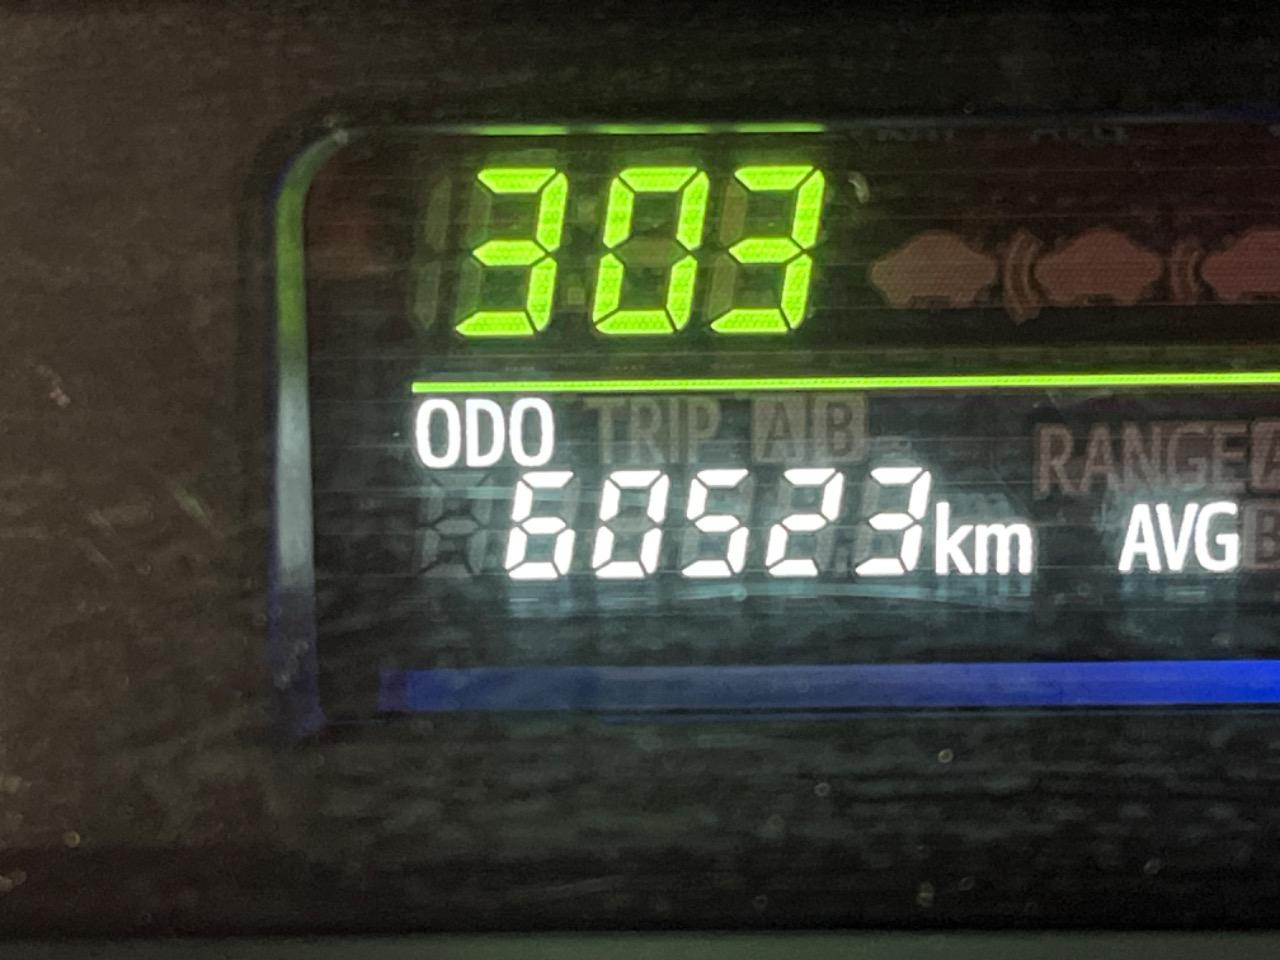 303
ODO TRIP A B
RANGE A
60523km AVG B